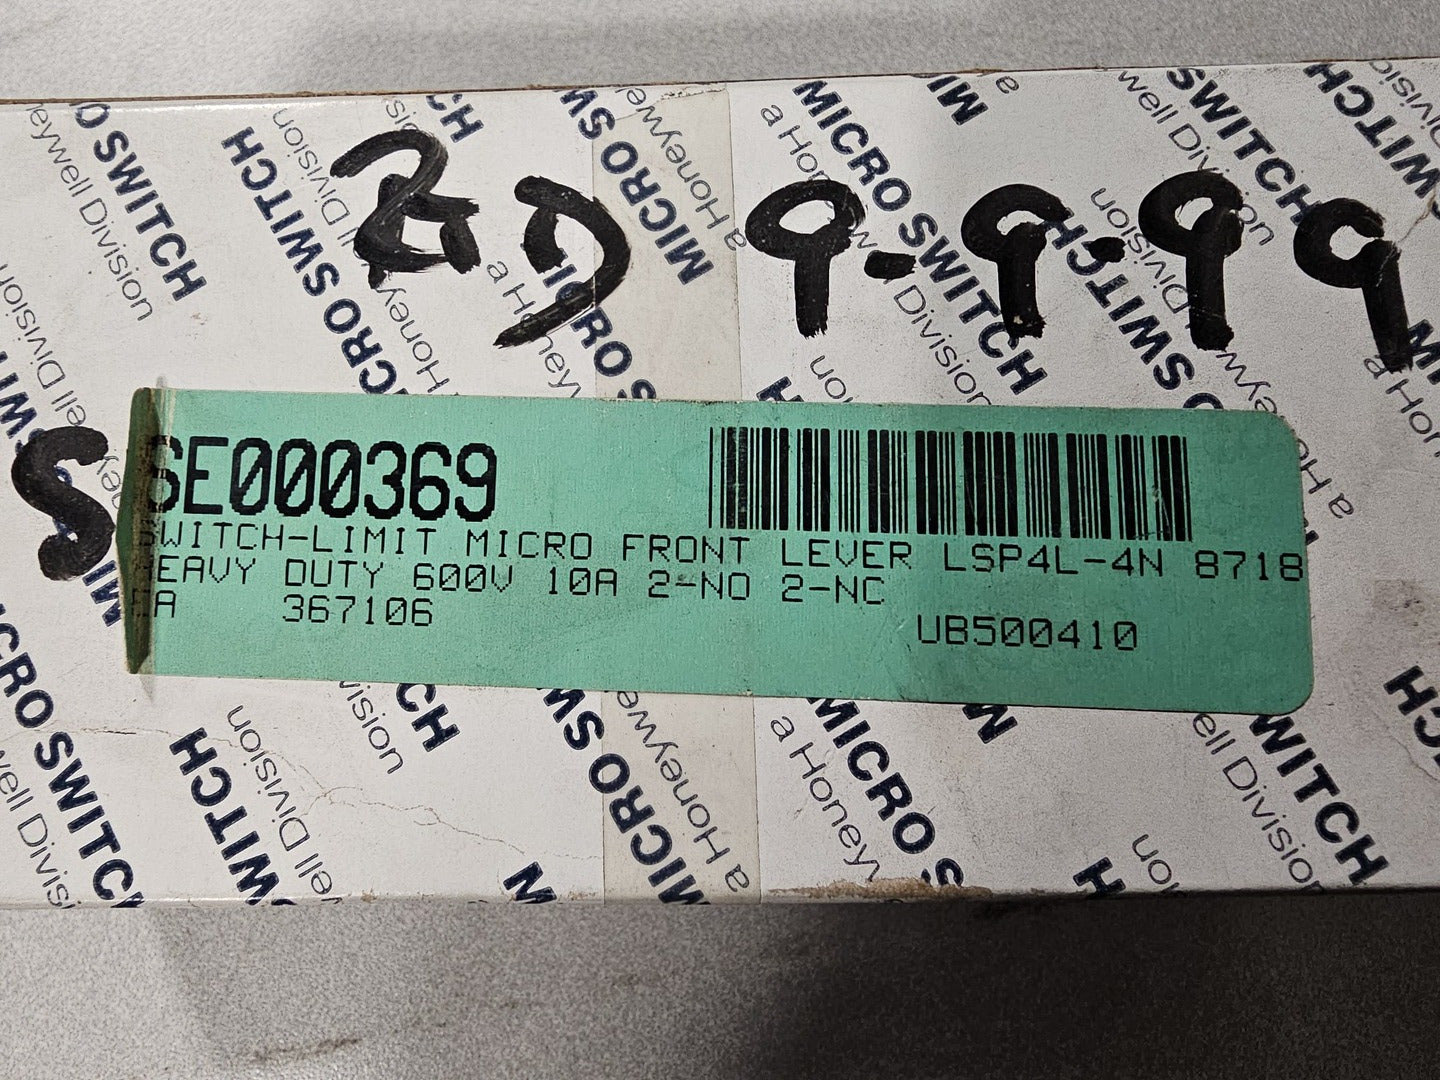 9.9.99
S
SE000369
SWITCH-LIMIT MICRO FRONT LEVER LSP4L-4N 8718
HEAVY DUTY 600V 10A 2-NO 2-NC
EA 367106
UB500410
MICRO SWITCH
a Honeywell Division